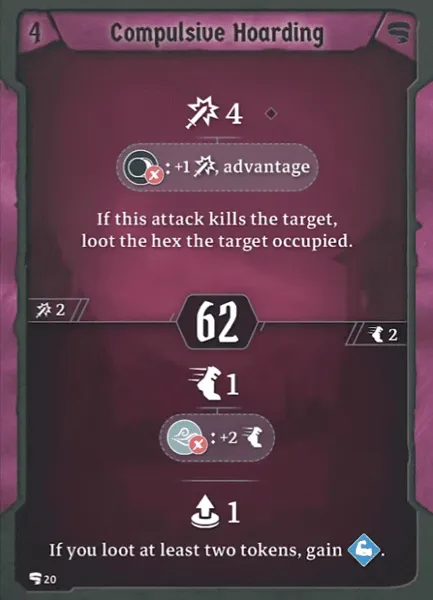 4 Compulsive Hoarding
4
: +1 , advantage
If this attack kills the target,
loot the hex the target occupied.
2
62
2
1
: +2
1
If you loot at least two tokens, gain .
20